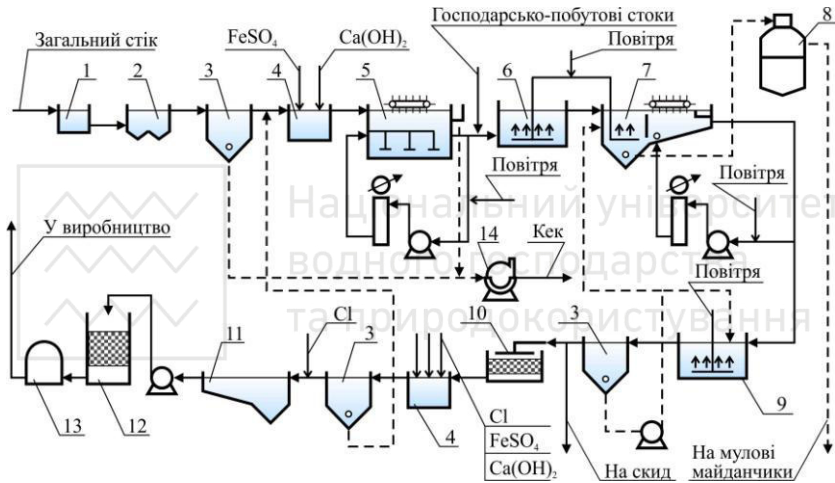 Господарсько-побутові стоки
8
Загальний стік
FeSO₄
Ca(OH)₂
Повітря
1
2
3
4
5
6
7
Повітря
Повітря
Національний університет
У виробництво
14
Кек
водного господарства
Повітря
та природокористування
Cl
10
3
11
3
13
12
4
Cl
FeSO₄
Ca(OH)₂
На скид
9
На мулові
майданчики